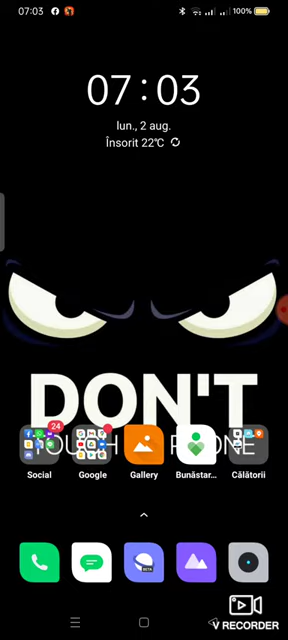 07:03
100%
07:03
lun., 2 aug.
Însorit 22°C
DON'T
TOUCH PHONE
24
Social
Google
Gallery
Bunăstar...
Călătorii
BETA
V RECORDER